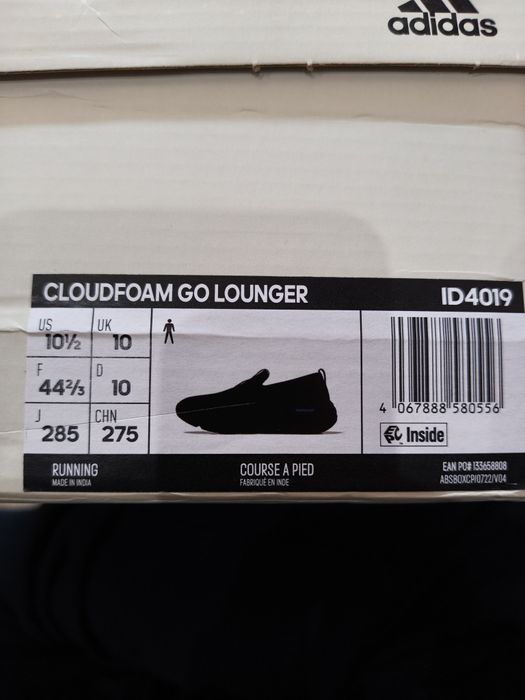 adidas
CLOUDFOAM GO LOUNGER ID4019
US 10½ UK 10
F 44⅔ D 10
J 285 CHN 275
4 067888 580556
Inside
RUNNING COURSE A PIED EAN PO# 133658808
MADE IN INDIA FABRIQUÉ EN INDE ABSBOXCPI0722/V04